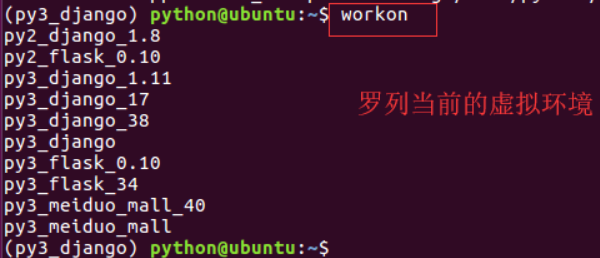 (py3_django) python@ubuntu:~$ workon
py2_django_1.8
py2_flask_0.10
py3_django_1.11
py3_django_17
py3_django_38
py3_django
py3_flask_0.10
py3_flask_34
py3_meiduo_mall_40
py3_meiduo_mall
(py3_django) python@ubuntu:~$
罗列当前的虚拟环境